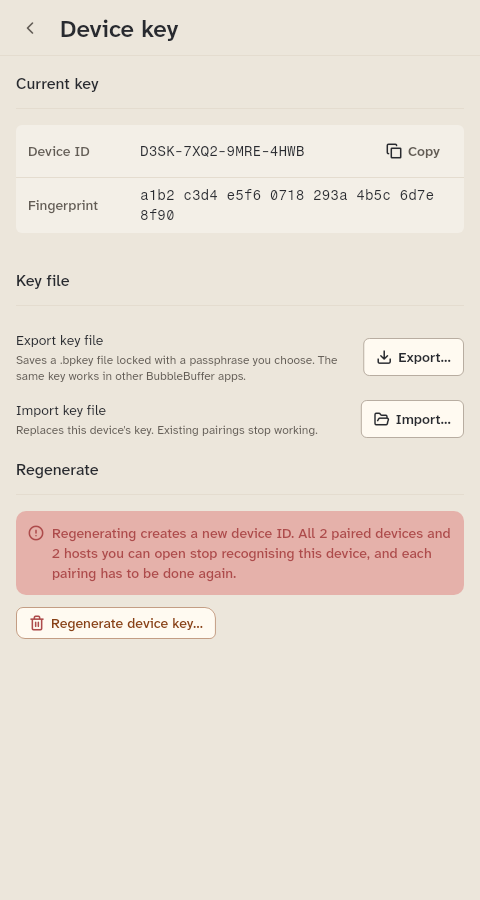 Device key
Current key
Device ID D3SK-7XQ2-9MRE-4HWB Copy
Fingerprint a1b2 c3d4 e5f6 0718 293a 4b5c 6d7e
8f90
Key file
Export key file
Saves a .bpkey file locked with a passphrase you choose. The
same key works in other BubbleBuffer apps.
Export...
Import key file
Replaces this device's key. Existing pairings stop working.
Import...
Regenerate
Regenerating creates a new device ID. All 2 paired devices and
2 hosts you can open stop recognising this device, and each
pairing has to be done again.
Regenerate device key...